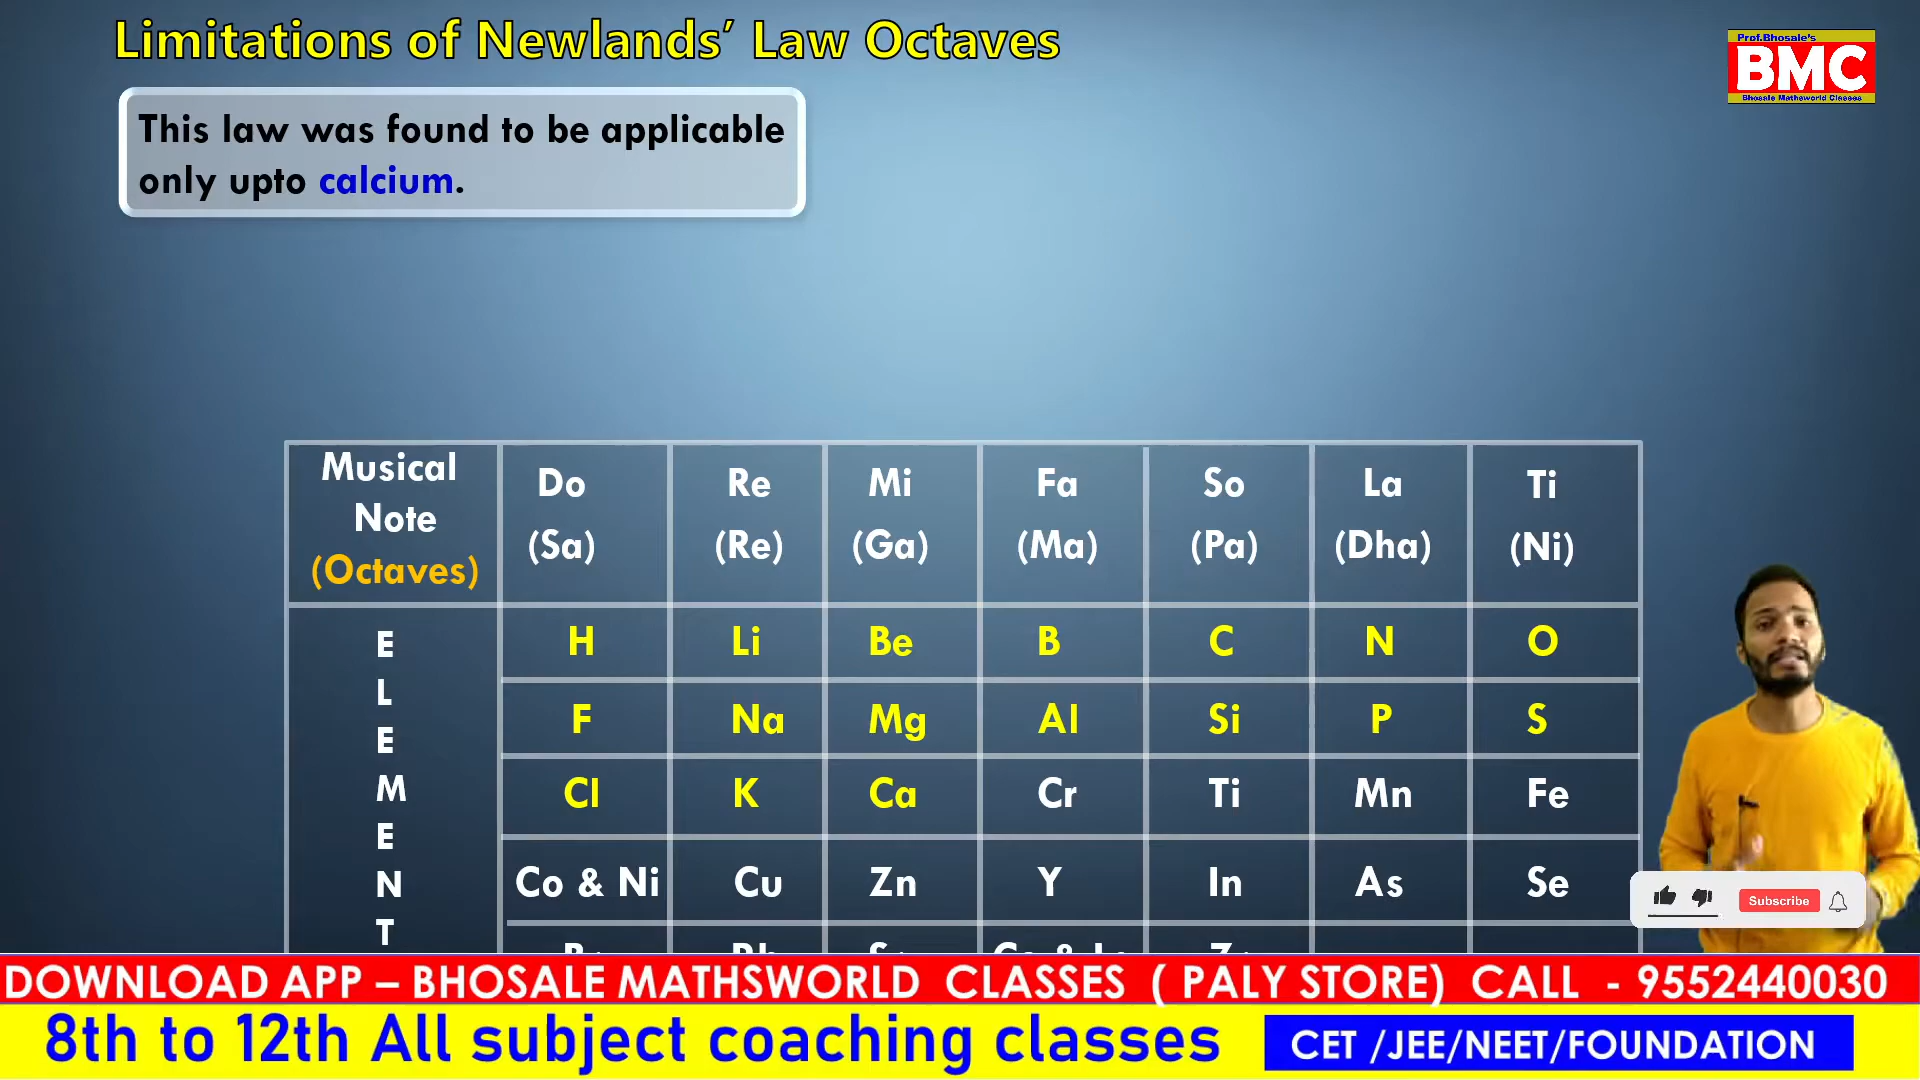 Limitations of Newlands’ Law Octaves
Prof.Bhosale's
BMC
Bhosale Mathsworld Classes
This law was found to be applicable
only upto calcium.
Musical
Note
(Octaves)
Do Re Mi Fa So La Ti
(Sa) (Re) (Ga) (Ma) (Pa) (Dha) (Ni)
E
L
E
M
E
N
T
H Li Be B C N O
F Na Mg Al Si P S
Cl K Ca Cr Ti Mn Fe
Co & Ni Cu Zn Y In As Se
Subscribe
DOWNLOAD APP – BHOSALE MATHSWORLD CLASSES ( PALY STORE) CALL - 9552440030
8th to 12th All subject coaching classes
CET /JEE/NEET/FOUNDATION